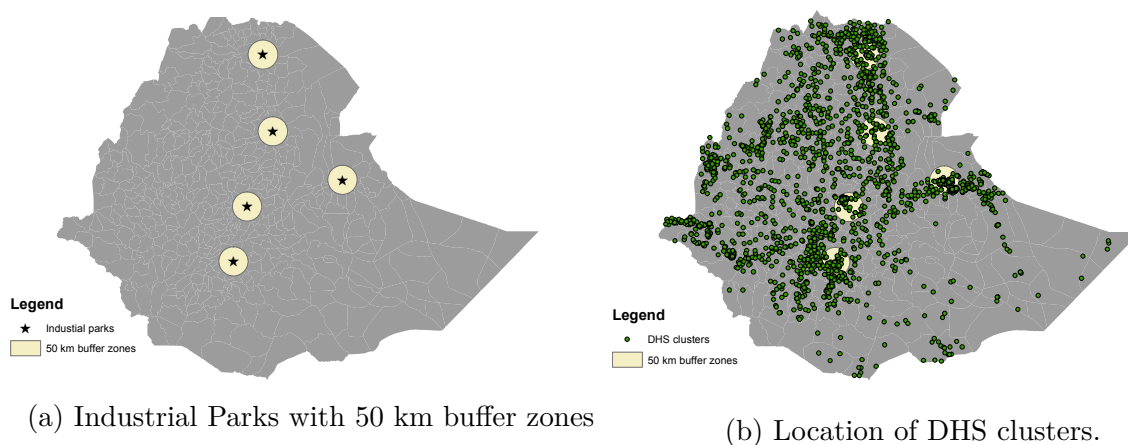 Legend
Industial parks
50 km buffer zones
(a) Industrial Parks with 50 km buffer zones
Legend
DHS clusters
50 km buffer zones
(b) Location of DHS clusters.